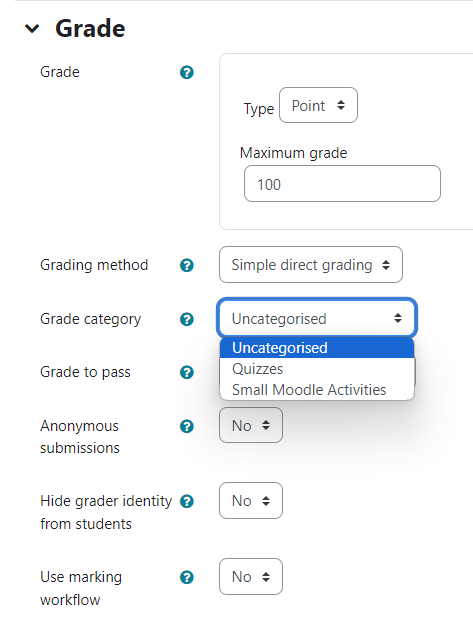 Grade
Grade
Type Point
Maximum grade
100
Grading method Simple direct grading
Grade category Uncategorised
Uncategorised
Quizzes
Small Moodle Activities
Grade to pass
Anonymous
submissions
No
Hide grader identity
from students
No
Use marking
workflow
No